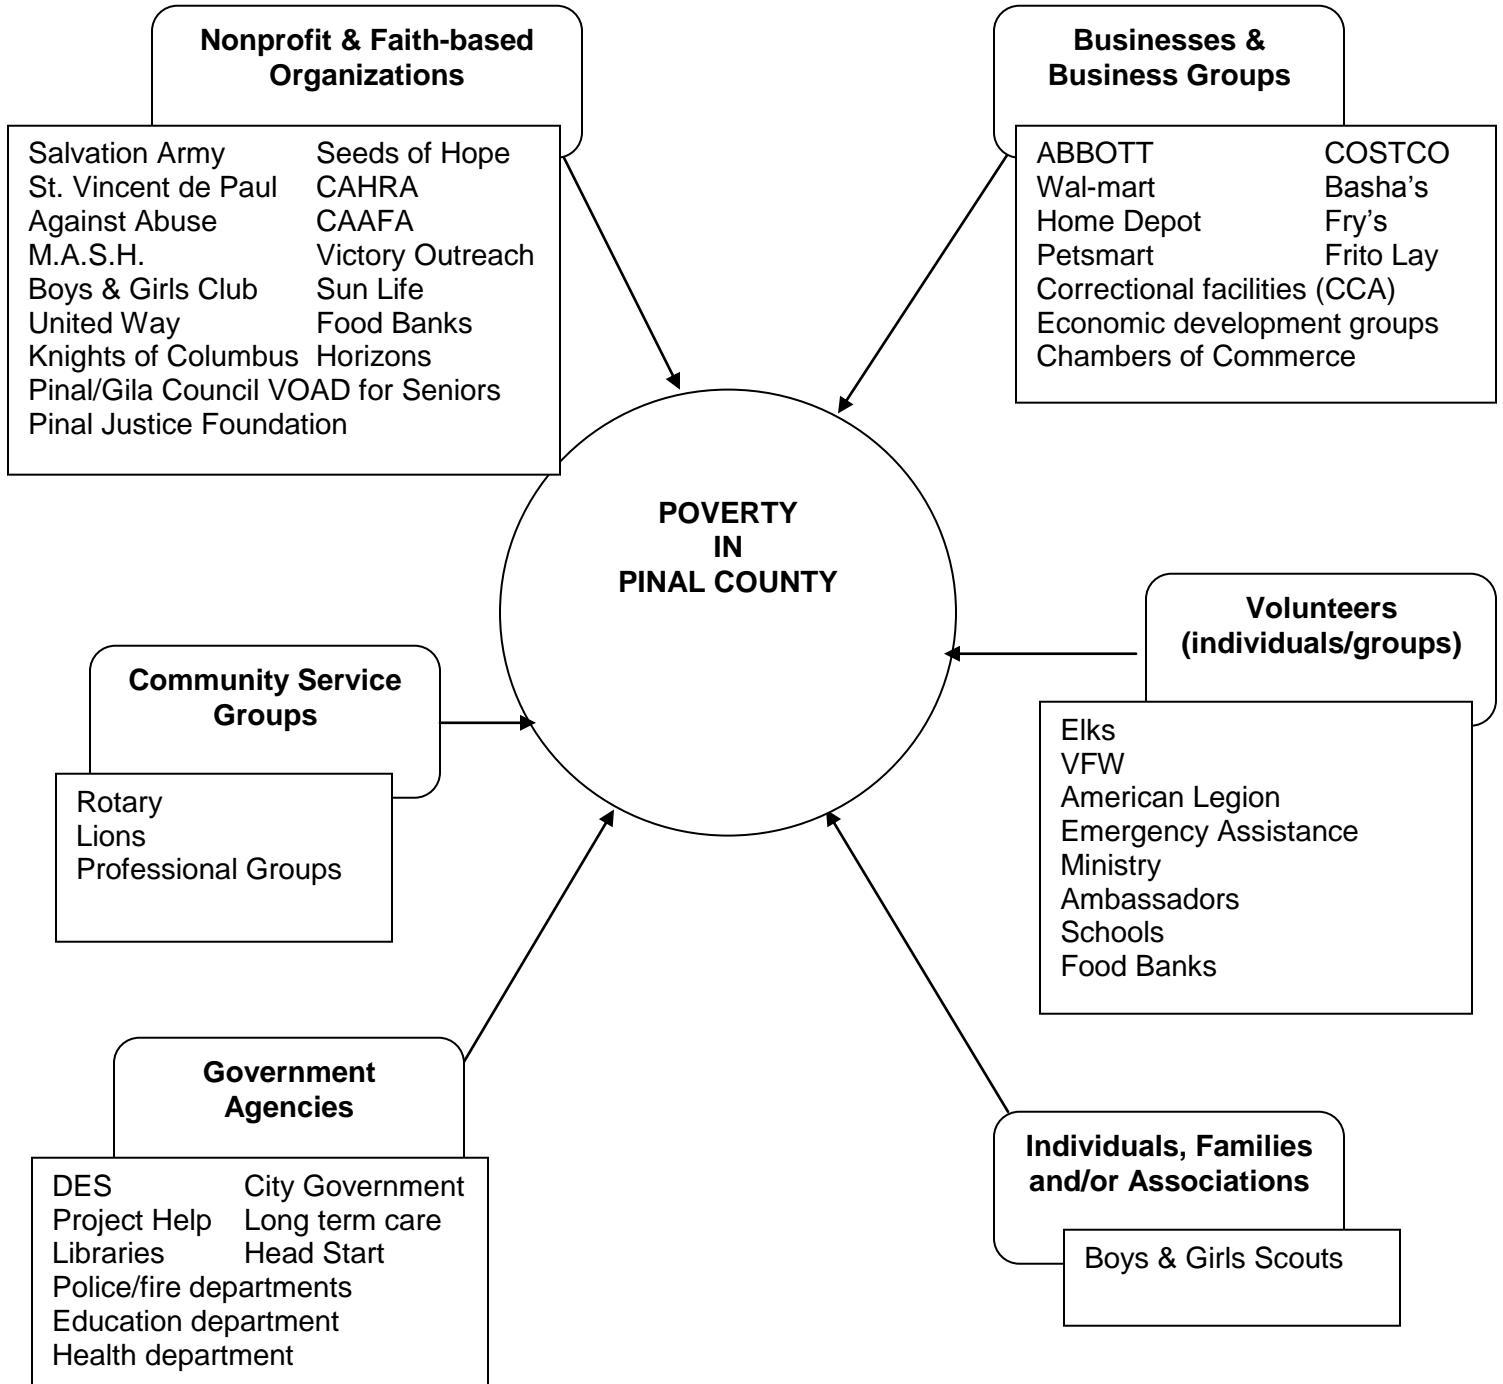 Nonprofit & Faith-based
Organizations
Salvation Army Seeds of Hope
St. Vincent de Paul CAHRA
Against Abuse CAAFA
M.A.S.H. Victory Outreach
Boys & Girls Club Sun Life
United Way Food Banks
Knights of Columbus Horizons
Pinal/Gila Council VOAD for Seniors
Pinal Justice Foundation
Businesses &
Business Groups
ABBOTT COSTCO
Wal-mart Basha's
Home Depot Fry's
Petsmart Frito Lay
Correctional facilities (CCA)
Economic development groups
Chambers of Commerce
POVERTY
IN
PINAL COUNTY
Community Service
Groups
Rotary
Lions
Professional Groups
Volunteers
(individuals/groups)
Elks
VFW
American Legion
Emergency Assistance
Ministry
Ambassadors
Schools
Food Banks
Government
Agencies
DES City Government
Project Help Long term care
Libraries Head Start
Police/fire departments
Education department
Health department
Individuals, Families
and/or Associations
Boys & Girls Scouts